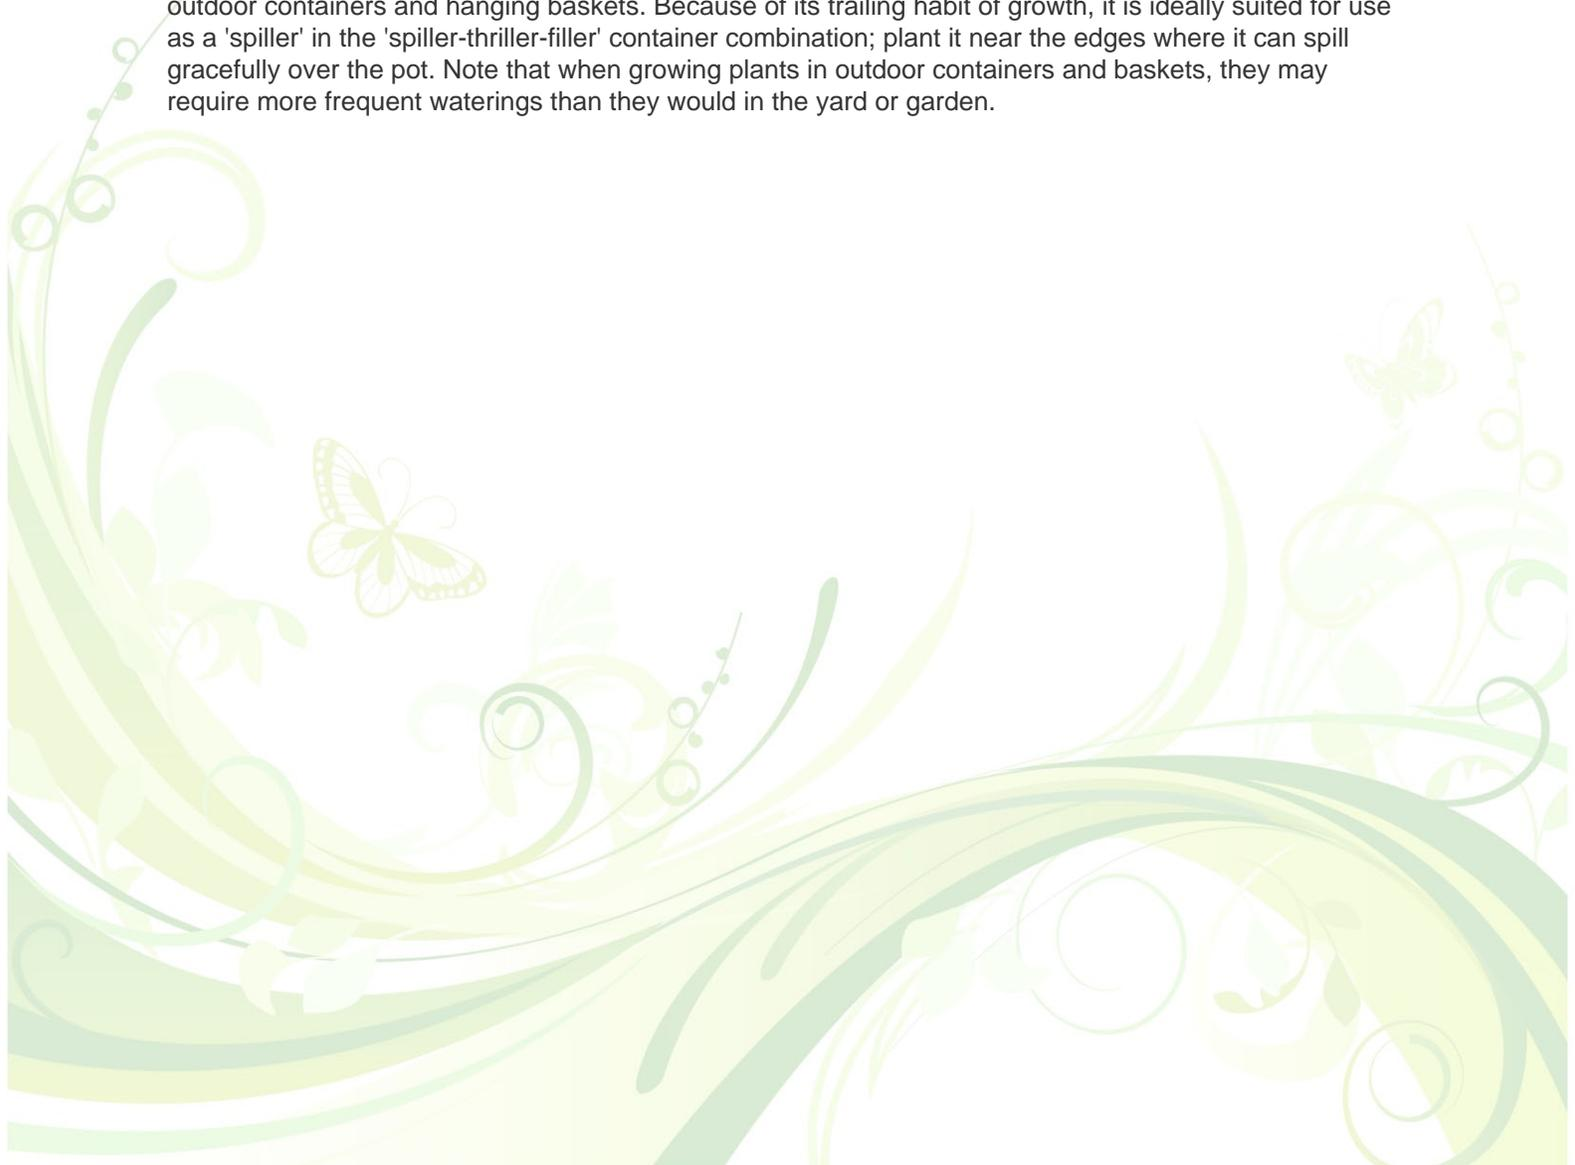 outdoor containers and hanging baskets. Because of its trailing habit of growth, it is ideally suited for use
as a 'spiller' in the 'spiller-thriller-filler' container combination; plant it near the edges where it can spill
gracefully over the pot. Note that when growing plants in outdoor containers and baskets, they may
require more frequent waterings than they would in the yard or garden.